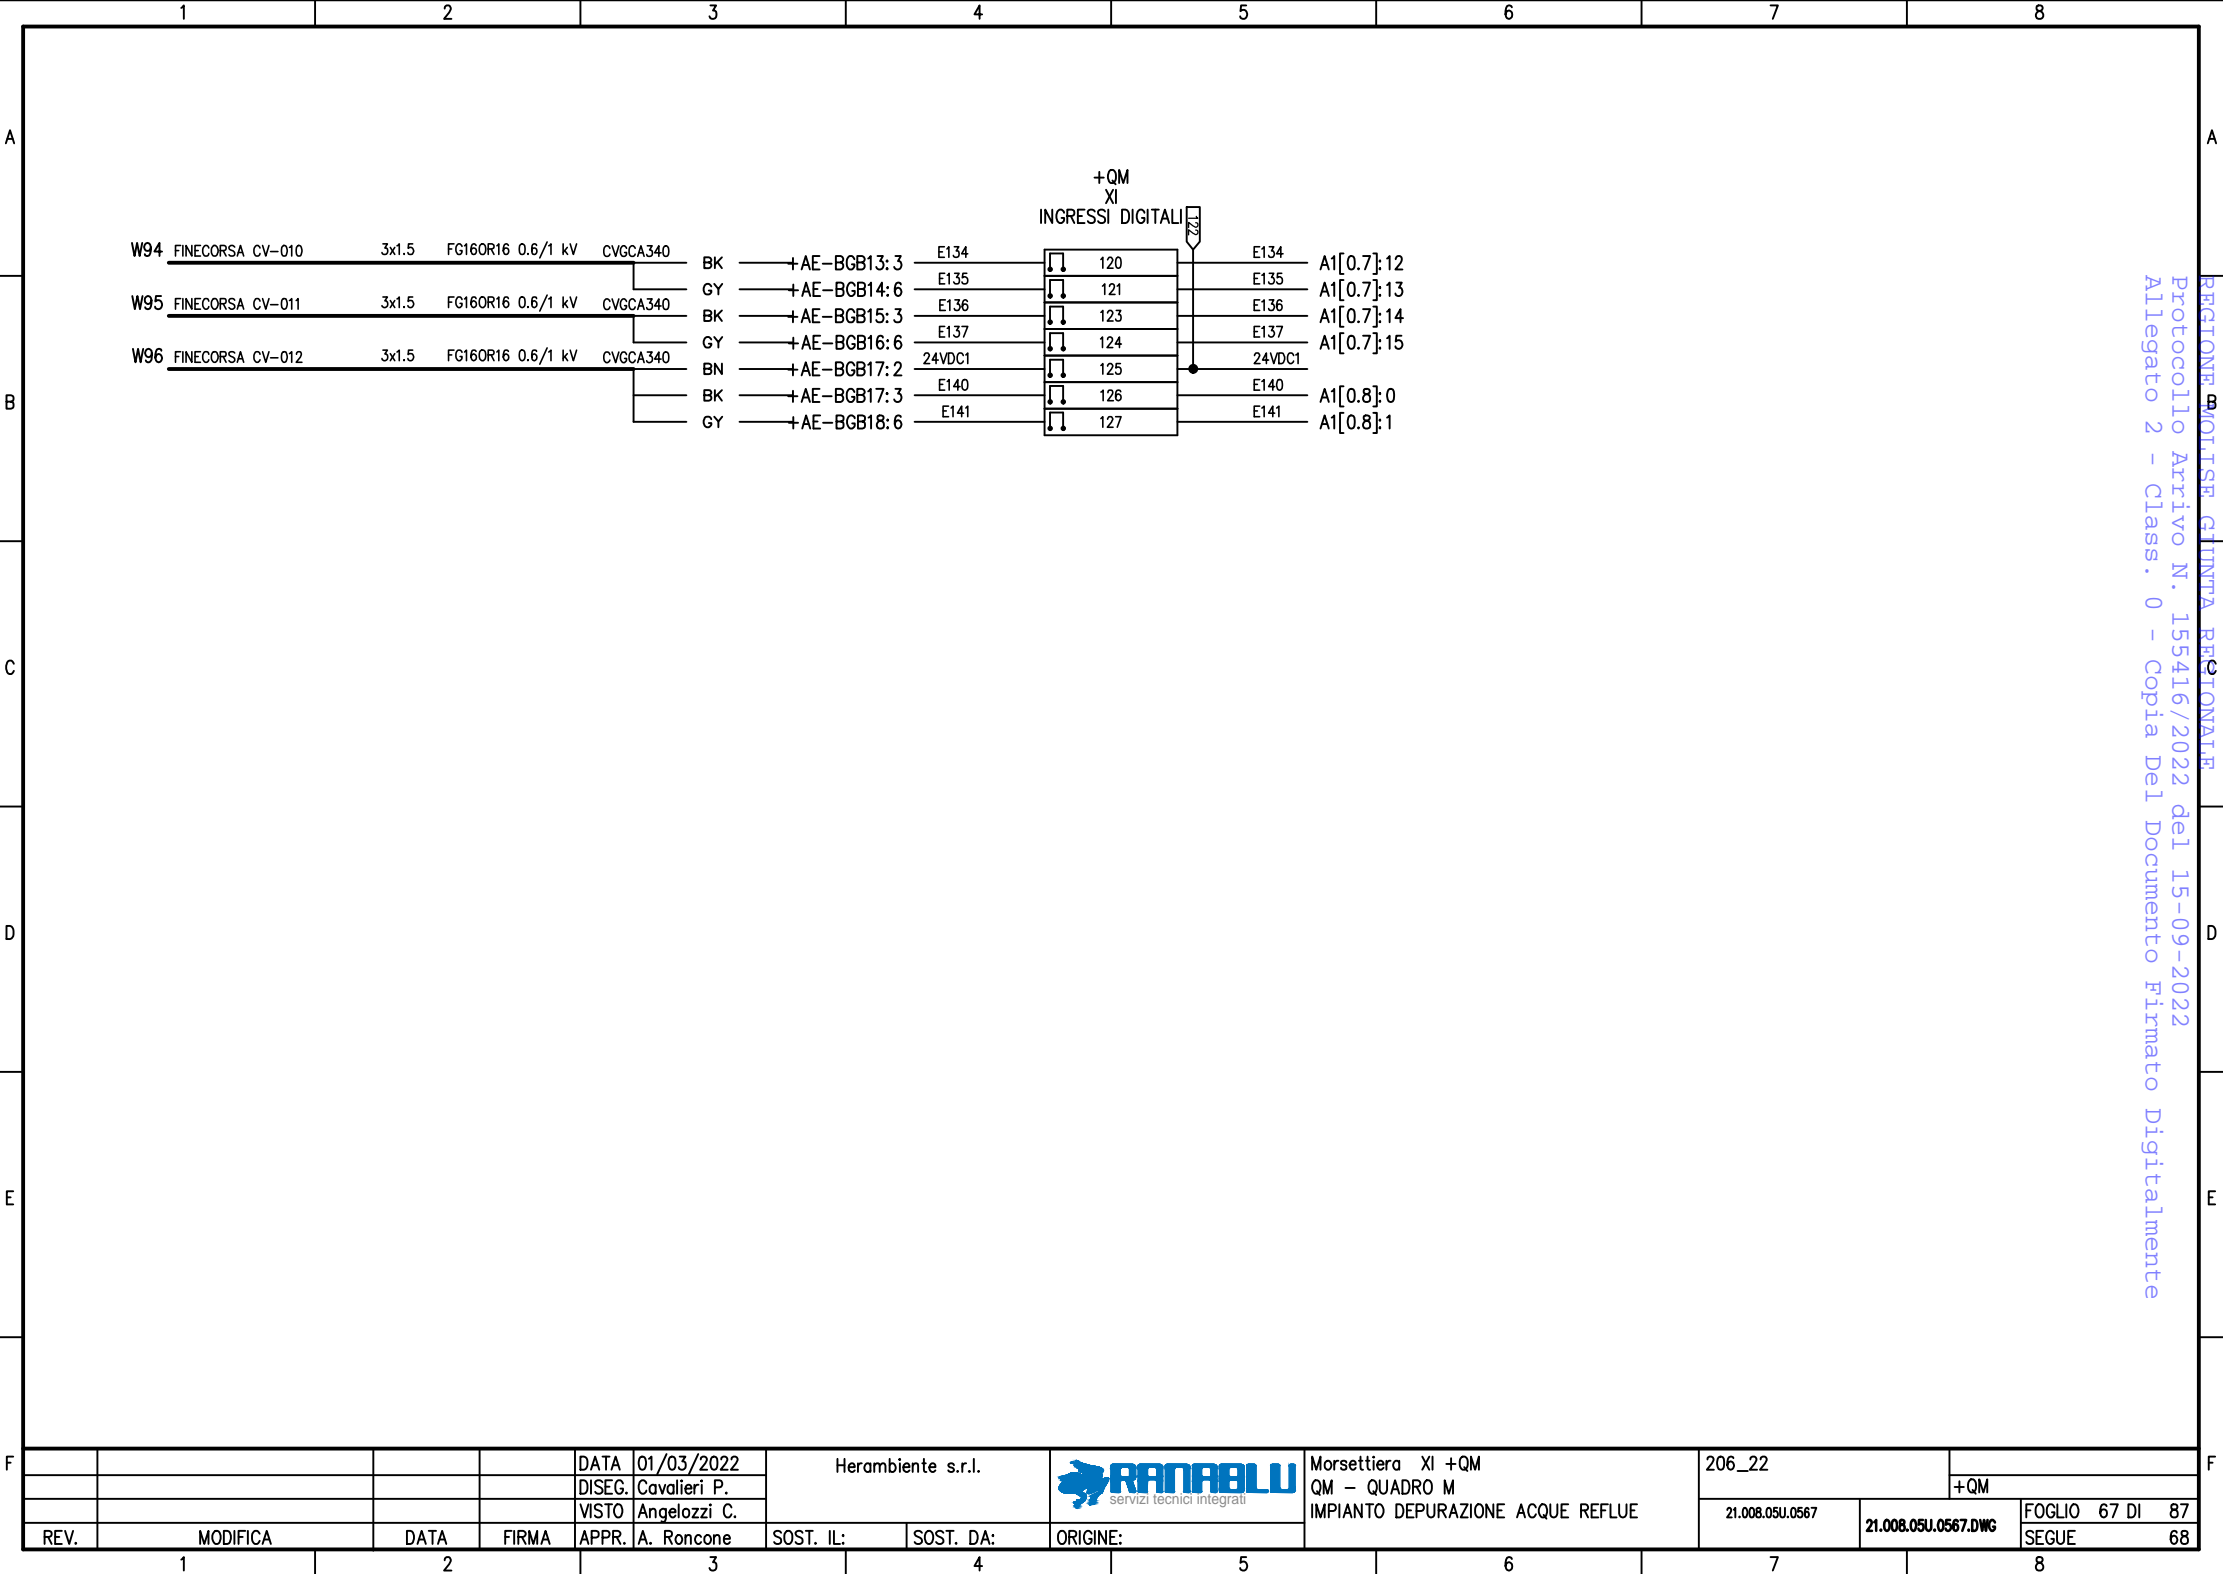 1 2 3 4 5 6 7 8
A A
+QM
XI
INGRESSI DIGITALI
122
W94 FINECORSA CV-010 3x1.5 FG16OR16 0.6/1 kV CVGCA340 BK +AE-BGB13:3 E134 120 E134 A1[0.7]:12
GY +AE-BGB14:6 E135 121 E135 A1[0.7]:13
W95 FINECORSA CV-011 3x1.5 FG16OR16 0.6/1 kV CVGCA340 BK +AE-BGB15:3 E136 123 E136 A1[0.7]:14
GY +AE-BGB16:6 E137 124 E137 A1[0.7]:15
W96 FINECORSA CV-012 3x1.5 FG16OR16 0.6/1 kV CVGCA340 BN +AE-BGB17:2 24VDC1 125 24VDC1
BK +AE-BGB17:3 E140 126 E140 A1[0.8]:0
GY +AE-BGB18:6 E141 127 E141 A1[0.8]:1
B B
C C
D D
E E
F F
REGIONE MOLISE GIUNTA REGIONALE
Protocollo Arrivo N. 155416/2022 del 15-09-2022
Allegato 2 - Class. 0 - Copia Del Documento Firmato Digitalmente
DATA 01/03/2022
DISEG. Cavalieri P.
VISTO Angelozzi C.
REV. MODIFICA DATA FIRMA APPR. A. Roncone
Herambiente s.r.l.
SOST. IL: SOST. DA: ORIGINE:
RANABLU
servizi tecnici integrati
Morsettiera XI +QM
QM - QUADRO M
IMPIANTO DEPURAZIONE ACQUE REFLUE
206_22
+QM
21.008.05U.0567
21.008.05U.0567.DWG
FOGLIO 67 DI 87
SEGUE 68
1 2 3 4 5 6 7 8